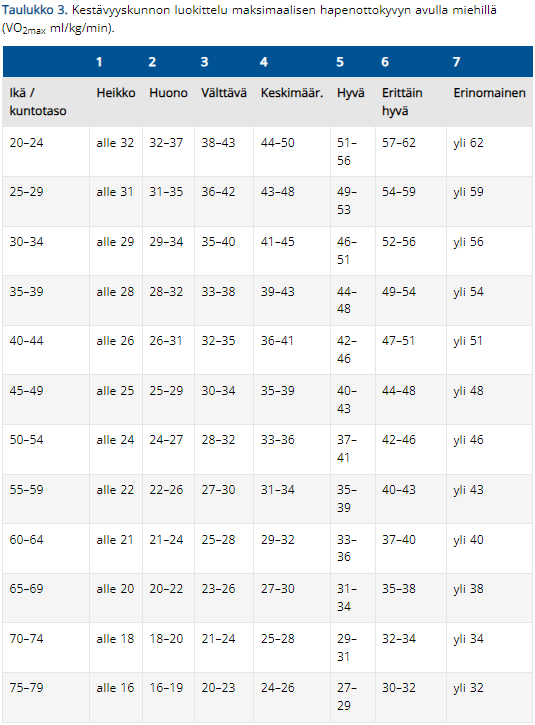 Taulukko 3. Kestävyyskunnon luokittelu maksimaalisen hapenottokyvyn avulla miehillä
(VO2max ml/kg/min).
1 2 3 4 5 6 7
Ikä / kuntotaso Heikko Huono Välttävä Keskimäär. Hyvä Erittäin hyvä Erinomainen
20–24 alle 32 32–37 38–43 44–50 51–56 57–62 yli 62
25–29 alle 31 31–35 36–42 43–48 49–53 54–59 yli 59
30–34 alle 29 29–34 35–40 41–45 46–51 52–56 yli 56
35–39 alle 28 28–32 33–38 39–43 44–48 49–54 yli 54
40–44 alle 26 26–31 32–35 36–41 42–46 47–51 yli 51
45–49 alle 25 25–29 30–34 35–39 40–43 44–48 yli 48
50–54 alle 24 24–27 28–32 33–36 37–41 42–46 yli 46
55–59 alle 22 22–26 27–30 31–34 35–39 40–43 yli 43
60–64 alle 21 21–24 25–28 29–32 33–36 37–40 yli 40
65–69 alle 20 20–22 23–26 27–30 31–34 35–38 yli 38
70–74 alle 18 18–20 21–24 25–28 29–31 32–34 yli 34
75–79 alle 16 16–19 20–23 24–26 27–29 30–32 yli 32